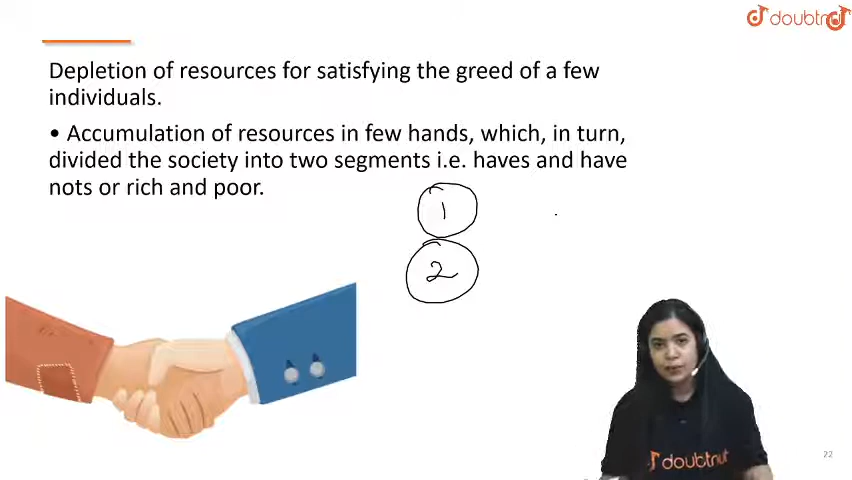 doubtnut
Depletion of resources for satisfying the greed of a few
individuals.
• Accumulation of resources in few hands, which, in turn,
divided the society into two segments i.e. haves and have
nots or rich and poor.
1
2
doubtnut
22